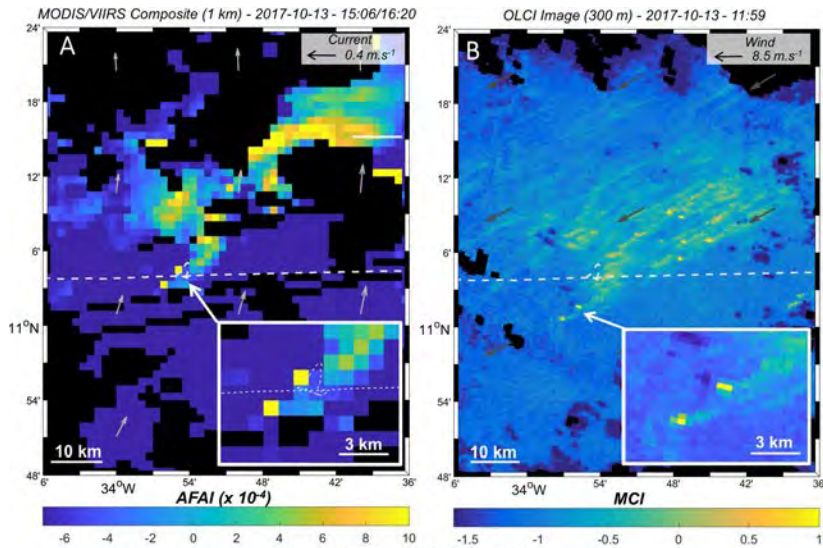 MODIS/VIIRS Composite (1 km) - 2017-10-13 - 15:06/16:20
A
Current
0.4 m.s⁻¹
24'
18'
12'
6'
11°N
54'
48'
10 km
3 km
6'
34°W
54'
48'
42'
36'
AFAI (x 10⁻⁴)
-6 -4 -2 0 2 4 6 8 10
OLCI Image (300 m) - 2017-10-13 - 11:59
B
Wind
8.5 m.s⁻¹
24'
18'
12'
6'
11°N
54'
48'
10 km
3 km
6'
34°W
54'
48'
42'
36'
MCI
-1.5 -1 -0.5 0 0.5 1